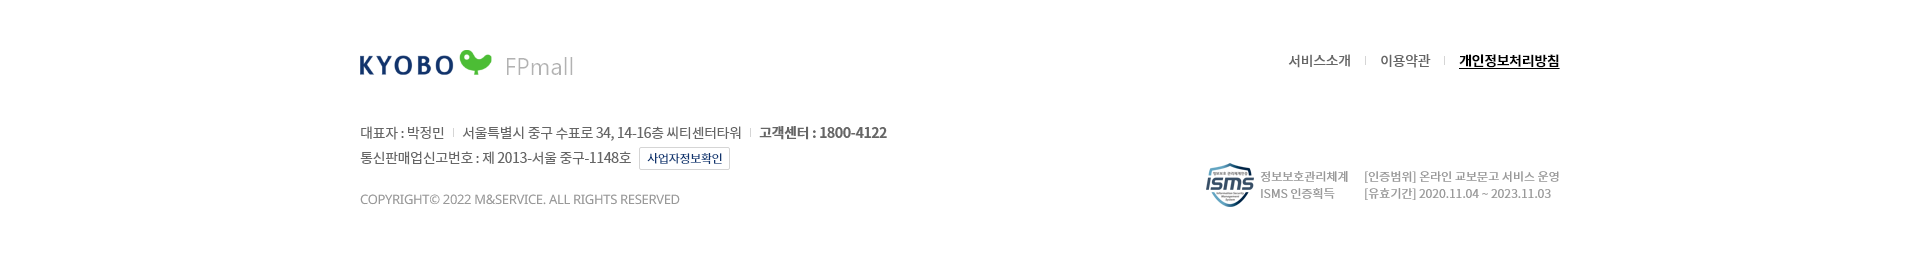 KYOBO FPmall
서비스소개 이용약관 개인정보처리방침
대표자 : 박정민 서울특별시 중구 수표로 34, 14-16층 씨티센터타워 고객센터 : 1800-4122
통신판매업신고번호 : 제 2013-서울 중구-1148호 사업자정보확인
COPYRIGHT© 2022 M&SERVICE. ALL RIGHTS RESERVED
ISMS
정보보호관리체계 [인증범위] 온라인 교보문고 서비스 운영
ISMS 인증획득 [유효기간] 2020.11.04 ~ 2023.11.03